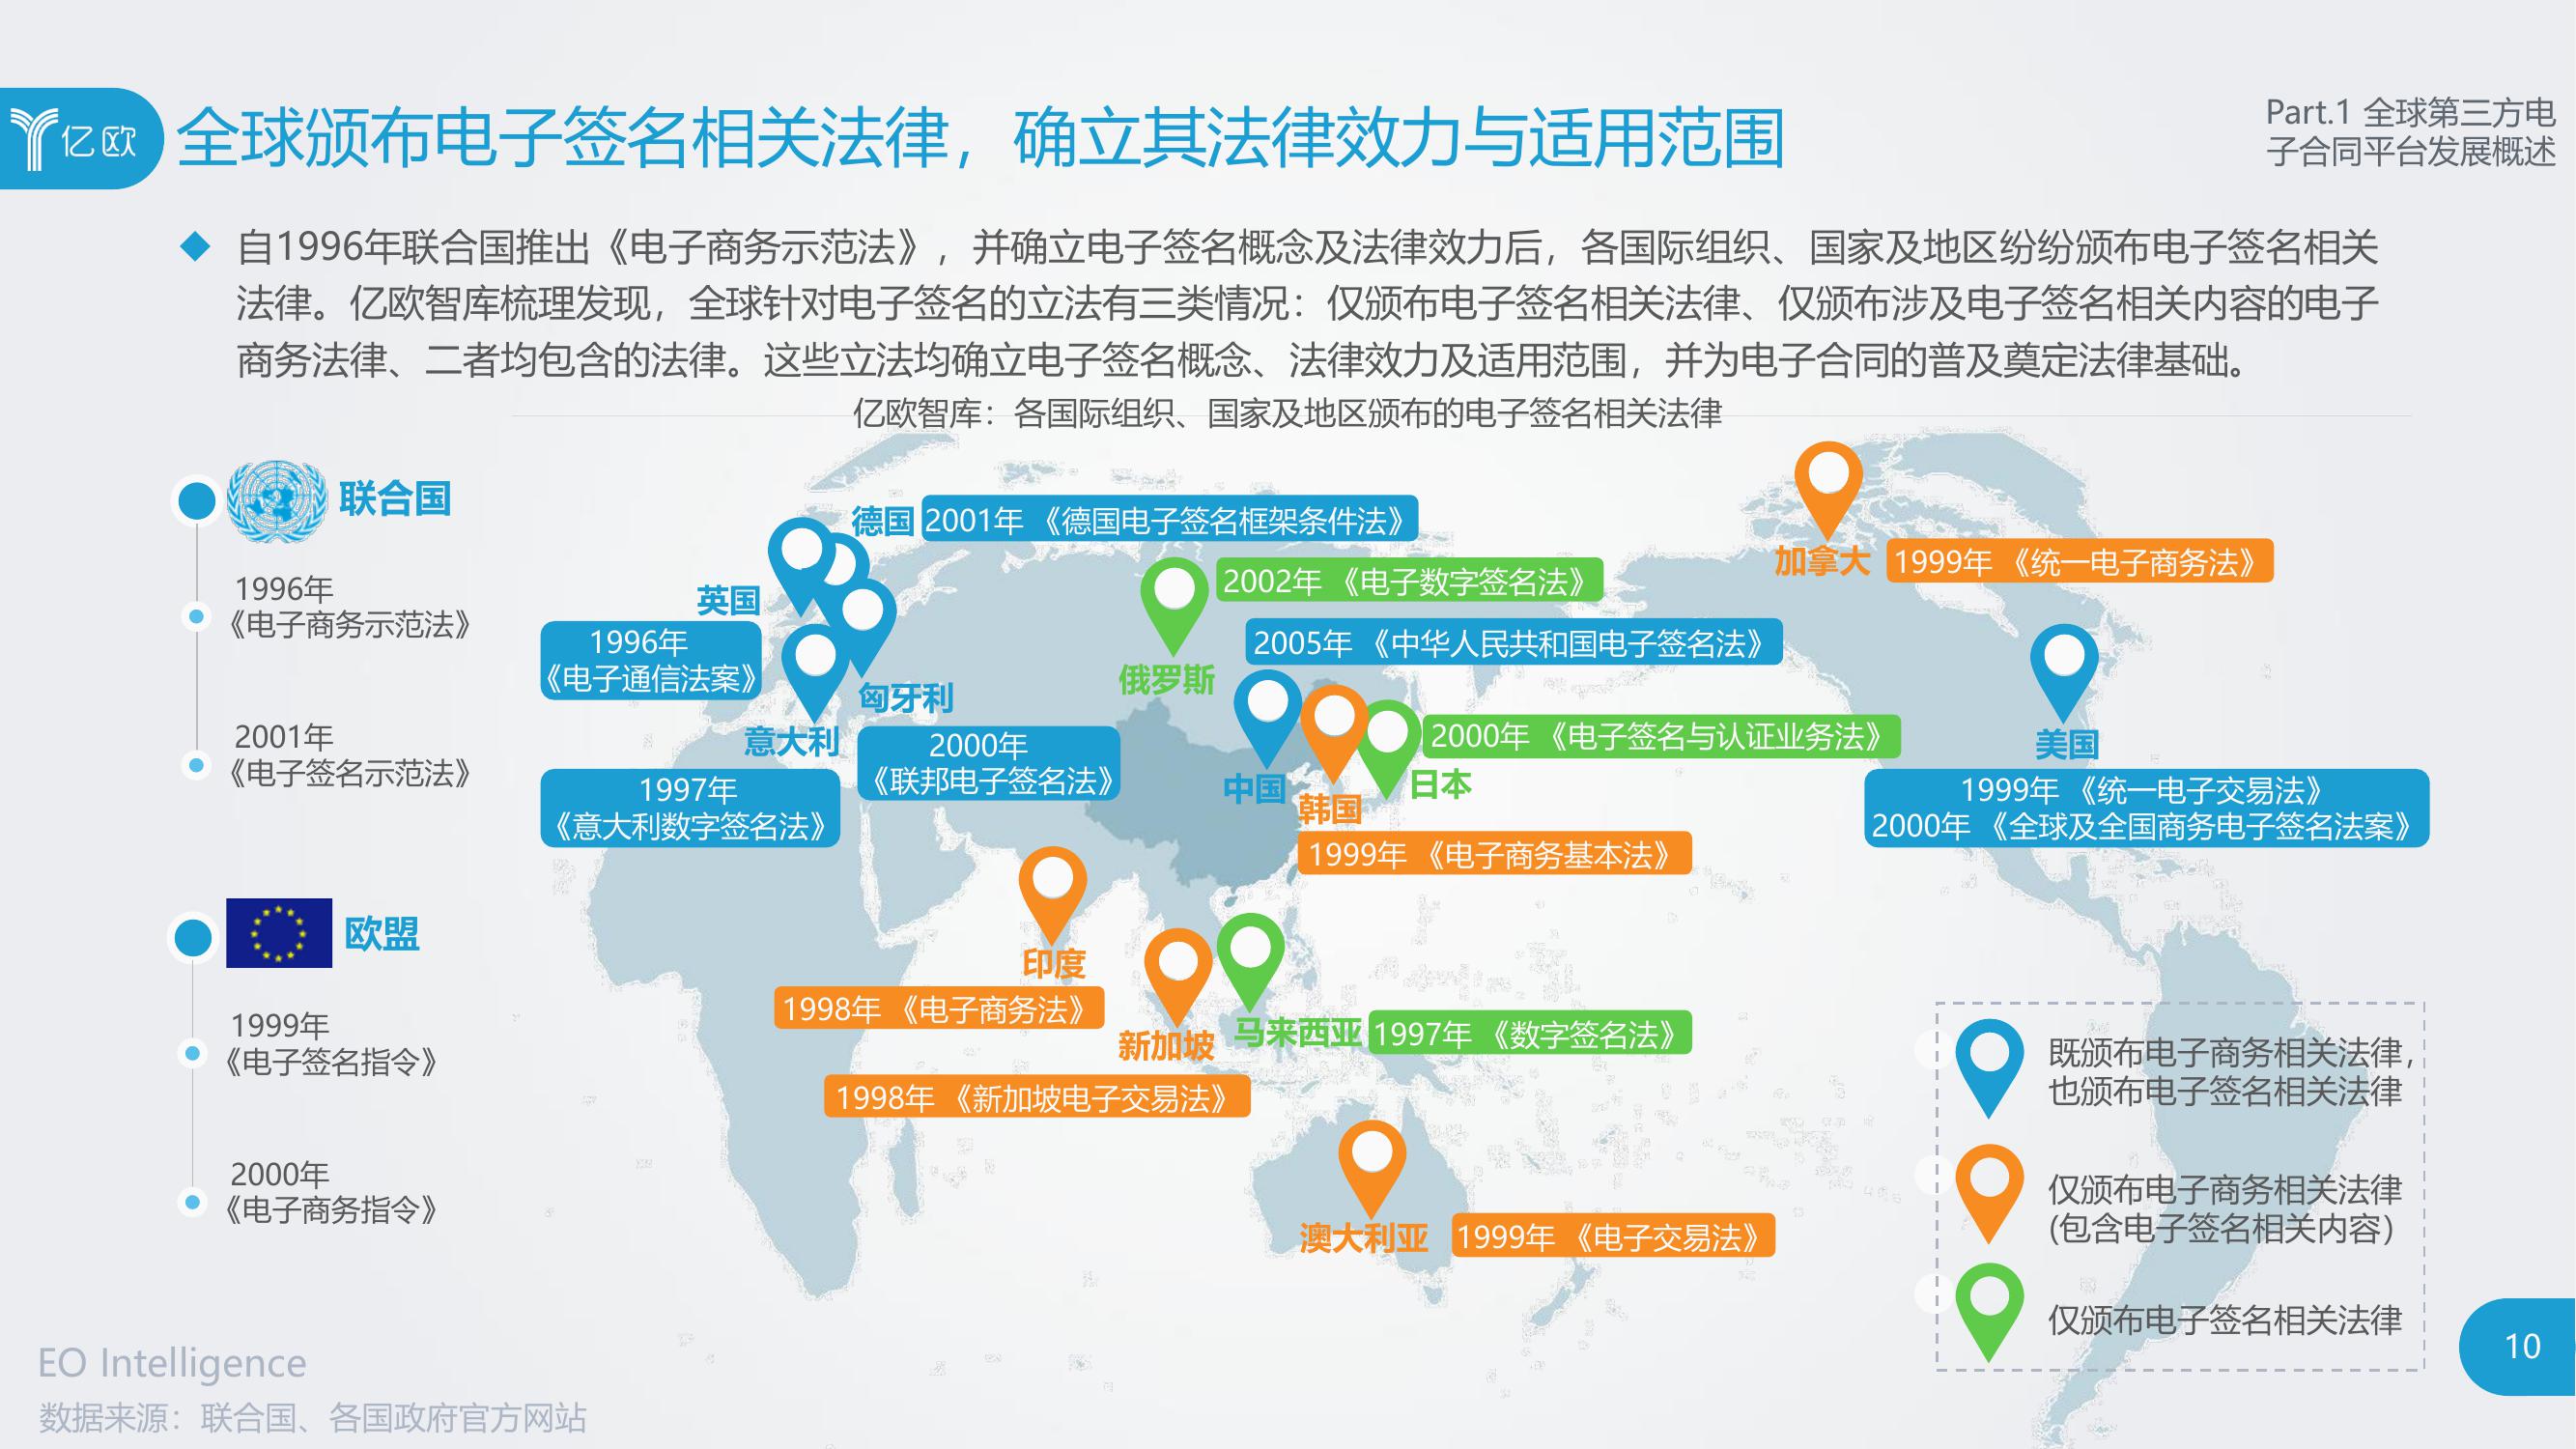 亿欧
全球颁布电子签名相关法律，确立其法律效力与适用范围
Part.1 全球第三方电
子合同平台发展概述
自1996年联合国推出《电子商务示范法》，并确立电子签名概念及法律效力后，各国际组织、国家及地区纷纷颁布电子签名相关
法律。亿欧智库梳理发现，全球针对电子签名的立法有三类情况：仅颁布电子签名相关法律、仅颁布涉及电子签名相关内容的电子
商务法律、二者均包含的法律。这些立法均确立电子签名概念、法律效力及适用范围，并为电子合同的普及奠定法律基础。
亿欧智库：各国际组织、国家及地区颁布的电子签名相关法律
联合国
1996年
《电子商务示范法》
2001年
《电子签名示范法》
欧盟
1999年
《电子签名指令》
2000年
《电子商务指令》
德国
2001年《德国电子签名框架条件法》
英国
1996年
《电子通信法案》
匈牙利
2000年
《联邦电子签名法》
意大利
1997年
《意大利数字签名法》
俄罗斯
2002年《电子数字签名法》
2005年《中华人民共和国电子签名法》
中国
韩国
1999年《电子商务基本法》
2000年《电子签名与认证业务法》
日本
加拿大
1999年《统一电子商务法》
美国
1999年《统一电子交易法》
2000年《全球及全国商务电子签名法案》
印度
1998年《电子商务法》
新加坡
1998年《新加坡电子交易法》
马来西亚
1997年《数字签名法》
澳大利亚
1999年《电子交易法》
既颁布电子商务相关法律，
也颁布电子签名相关法律
仅颁布电子商务相关法律
(包含电子签名相关内容)
仅颁布电子签名相关法律
EO Intelligence
数据来源：联合国、各国政府官方网站
10